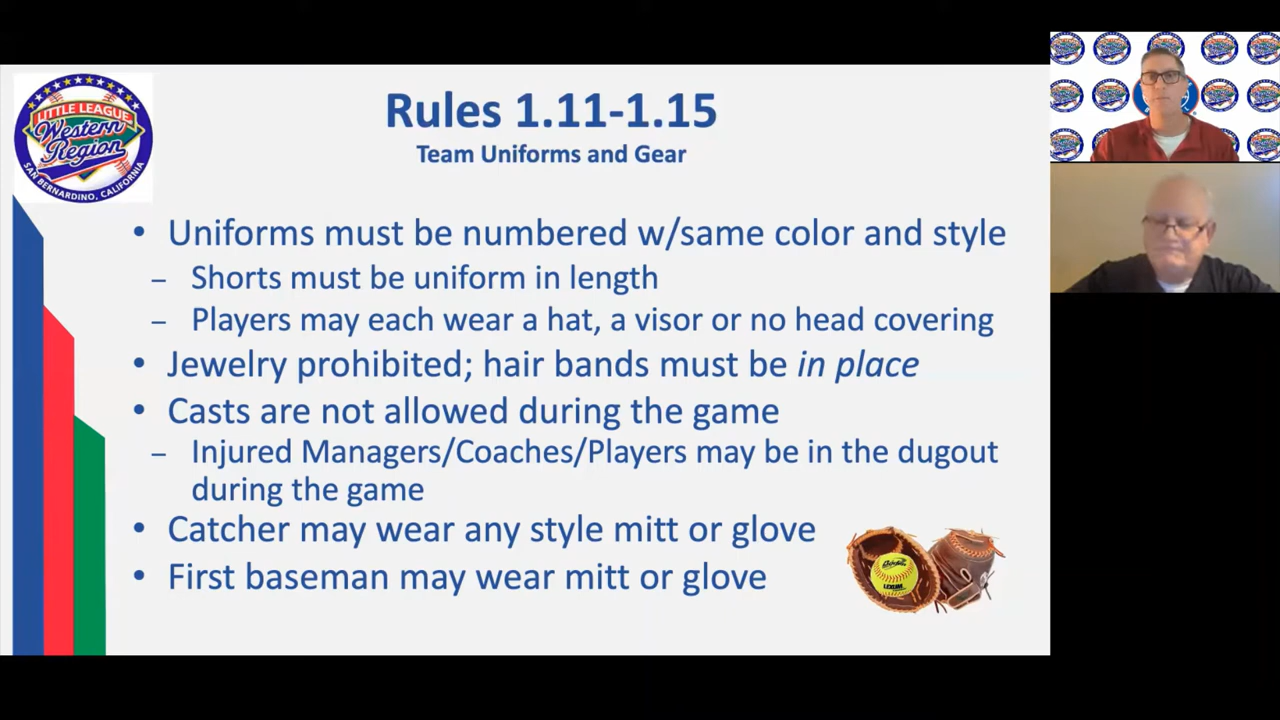 LITTLE LEAGUE
Western
Region
SAN BERNARDINO, CALIFORNIA
Rules 1.11-1.15
Team Uniforms and Gear
• Uniforms must be numbered w/same color and style
– Shorts must be uniform in length
– Players may each wear a hat, a visor or no head covering
• Jewelry prohibited; hair bands must be in place
• Casts are not allowed during the game
– Injured Managers/Coaches/Players may be in the dugout
during the game
• Catcher may wear any style mitt or glove
• First baseman may wear mitt or glove